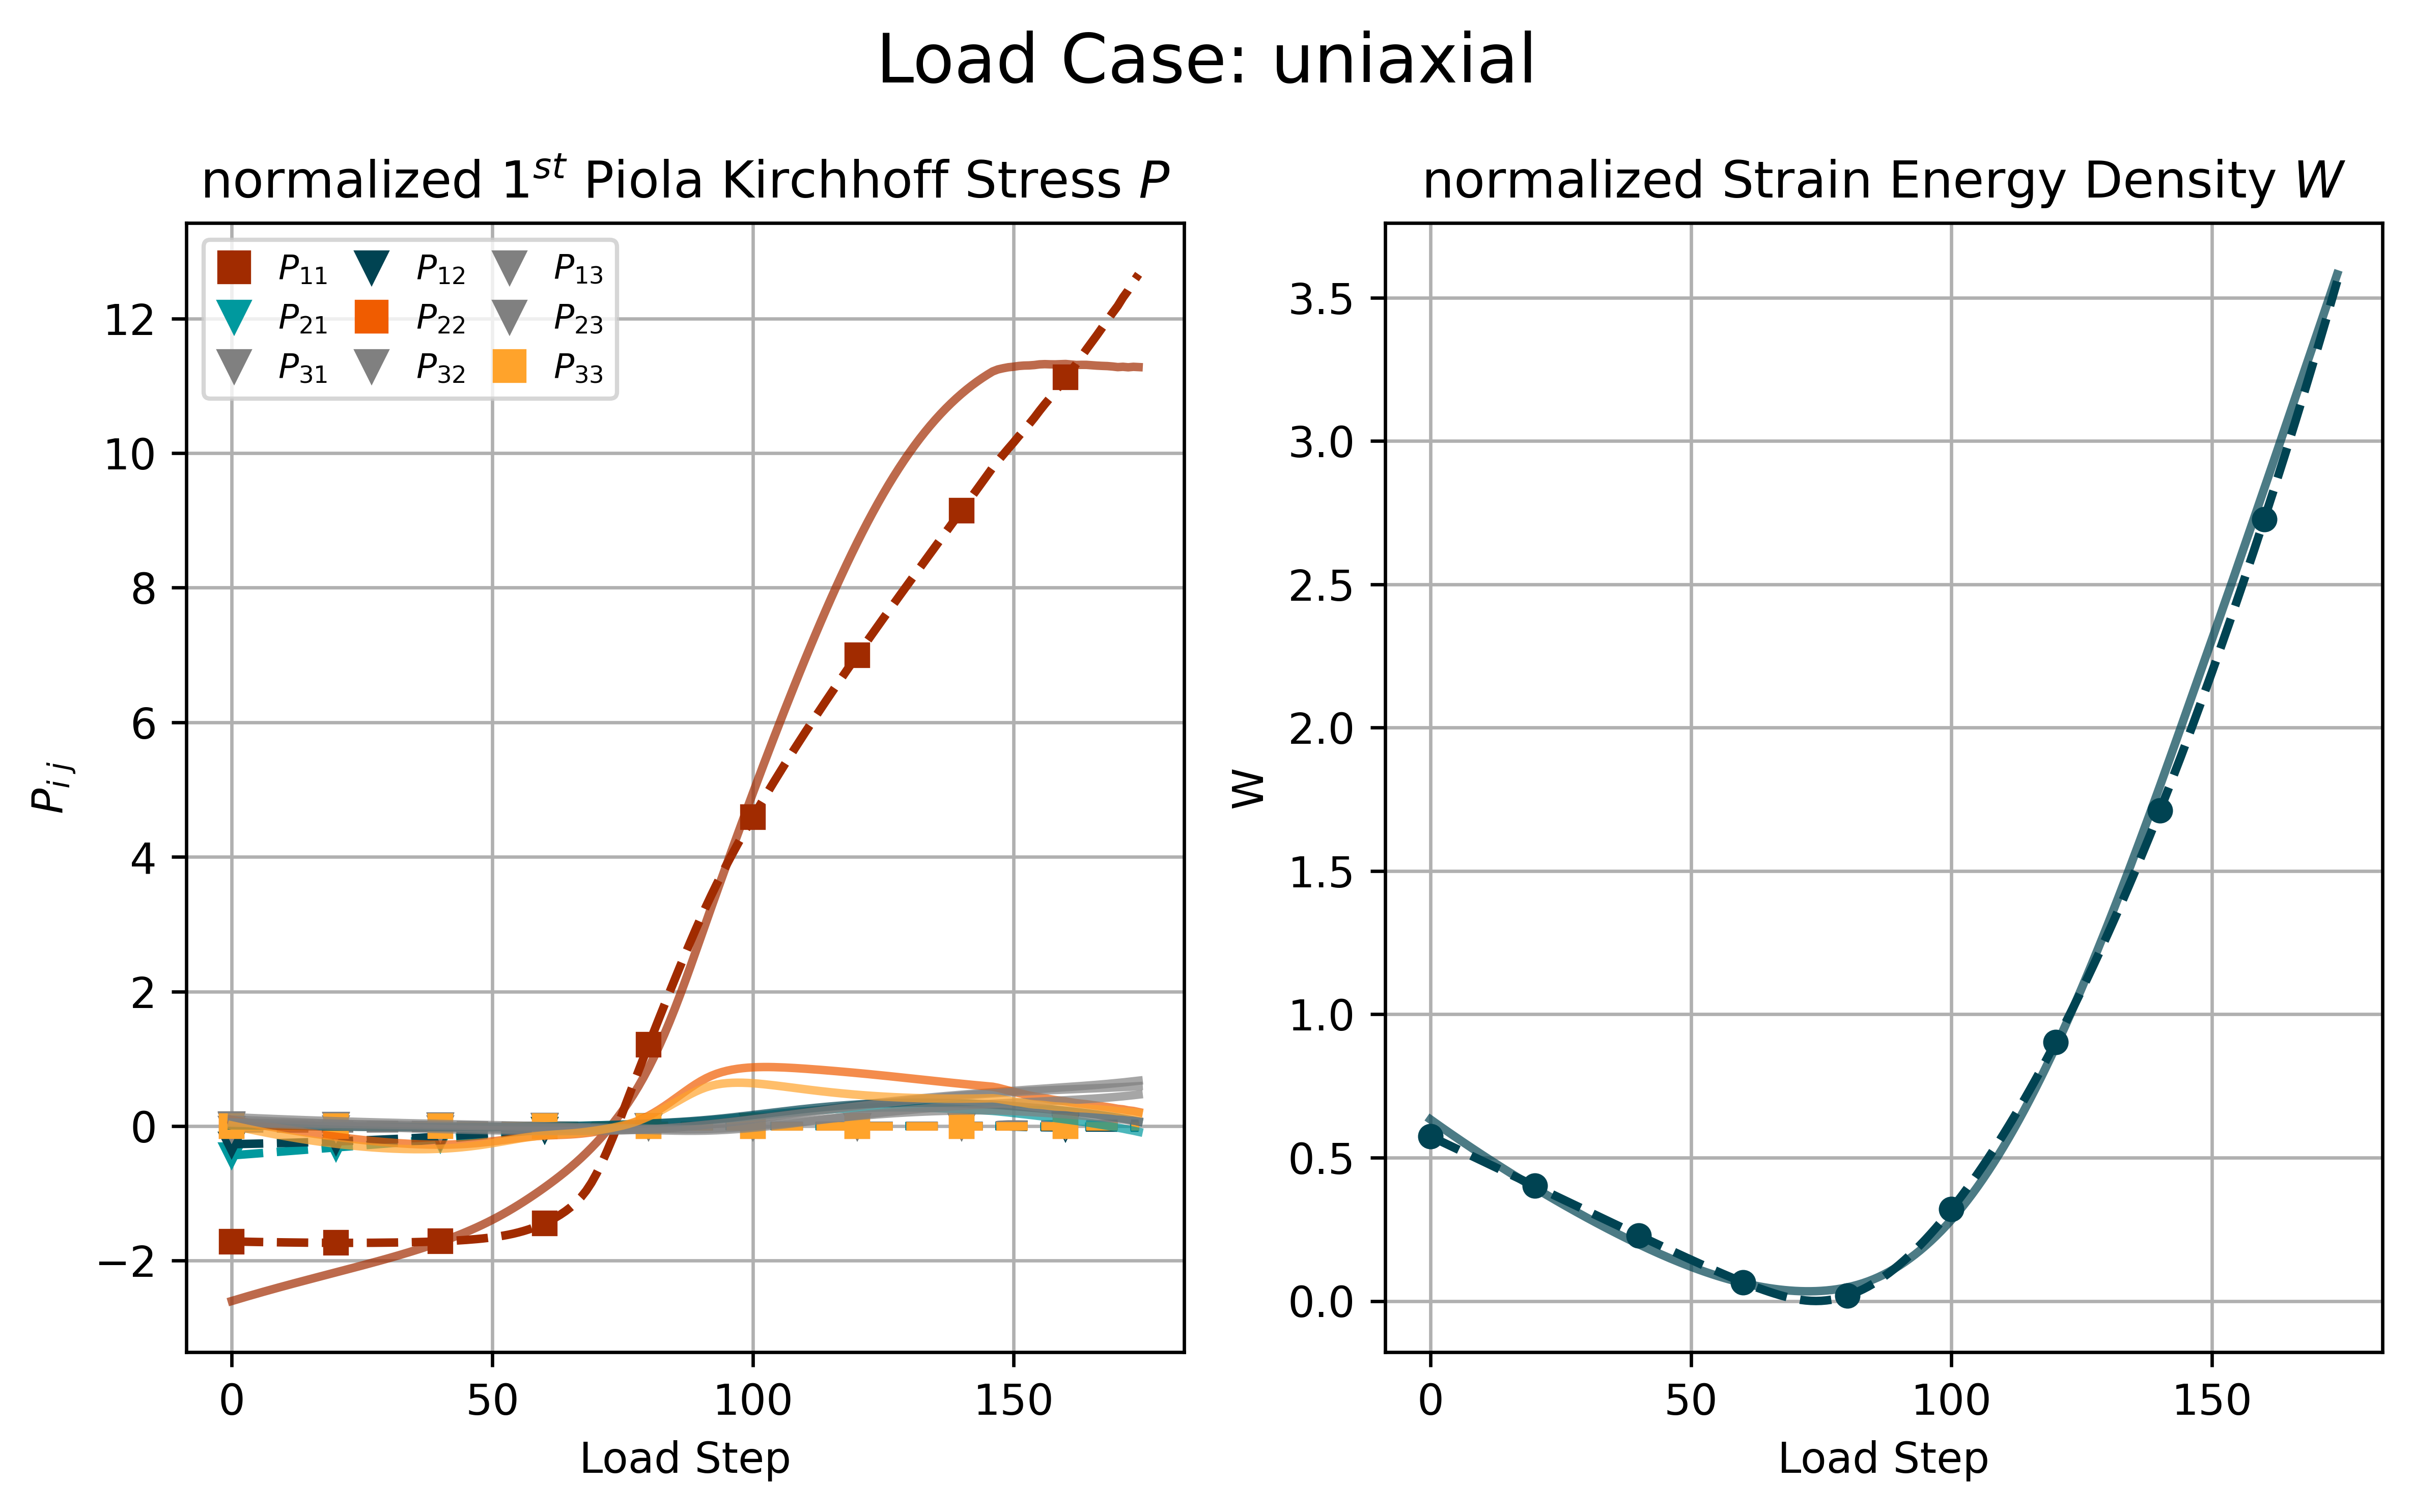 Load Case: uniaxial
normalized 1st Piola Kirchhoff Stress P
P11 P12 P13
P21 P22 P23
P31 P32 P33
12
10
8
6
4
2
0
−2
Pi j
0 50 100 150
Load Step
normalized Strain Energy Density W
3.5
3.0
2.5
2.0
1.5
1.0
0.5
0.0
W
0 50 100 150
Load Step